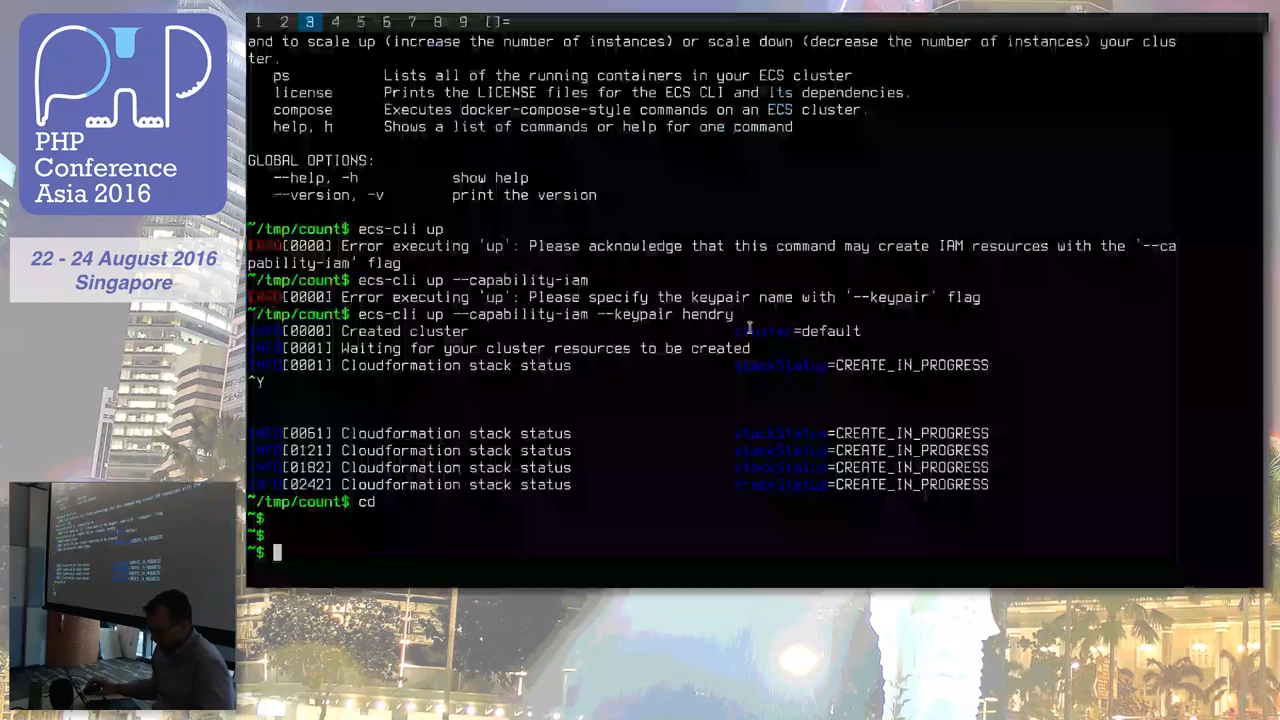 1 2 3 4 5 6 7 8 9 []=
and to scale up (increase the number of instances) or scale down (decrease the number of instances) your clus
ter.
ps Lists all of the running containers in your ECS cluster
license Prints the LICENSE files for the ECS CLI and its dependencies.
compose Executes docker-compose-style commands on an ECS cluster.
help, h Shows a list of commands or help for one command
GLOBAL OPTIONS:
--help, -h show help
--version, -v print the version
~/tmp/count$ ecs-cli up
[0000] Error executing 'up': Please acknowledge that this command may create IAM resources with the '--ca
pability-iam' flag
~/tmp/count$ ecs-cli up --capability-iam
[0000] Error executing 'up': Please specify the keypair name with '--keypair' flag
~/tmp/count$ ecs-cli up --capability-iam --keypair hendry
INFO[0000] Created cluster cluster=default
INFO[0001] Waiting for your cluster resources to be created
INFO[0001] Cloudformation stack status stackStatus=CREATE_IN_PROGRESS
^Y
INFO[0061] Cloudformation stack status stackStatus=CREATE_IN_PROGRESS
INFO[0121] Cloudformation stack status stackStatus=CREATE_IN_PROGRESS
INFO[0182] Cloudformation stack status stackStatus=CREATE_IN_PROGRESS
INFO[0242] Cloudformation stack status stackStatus=CREATE_IN_PROGRESS
~/tmp/count$ cd
~$
~$
~$
PHP
Conference
Asia 2016
22 - 24 August 2016
Singapore